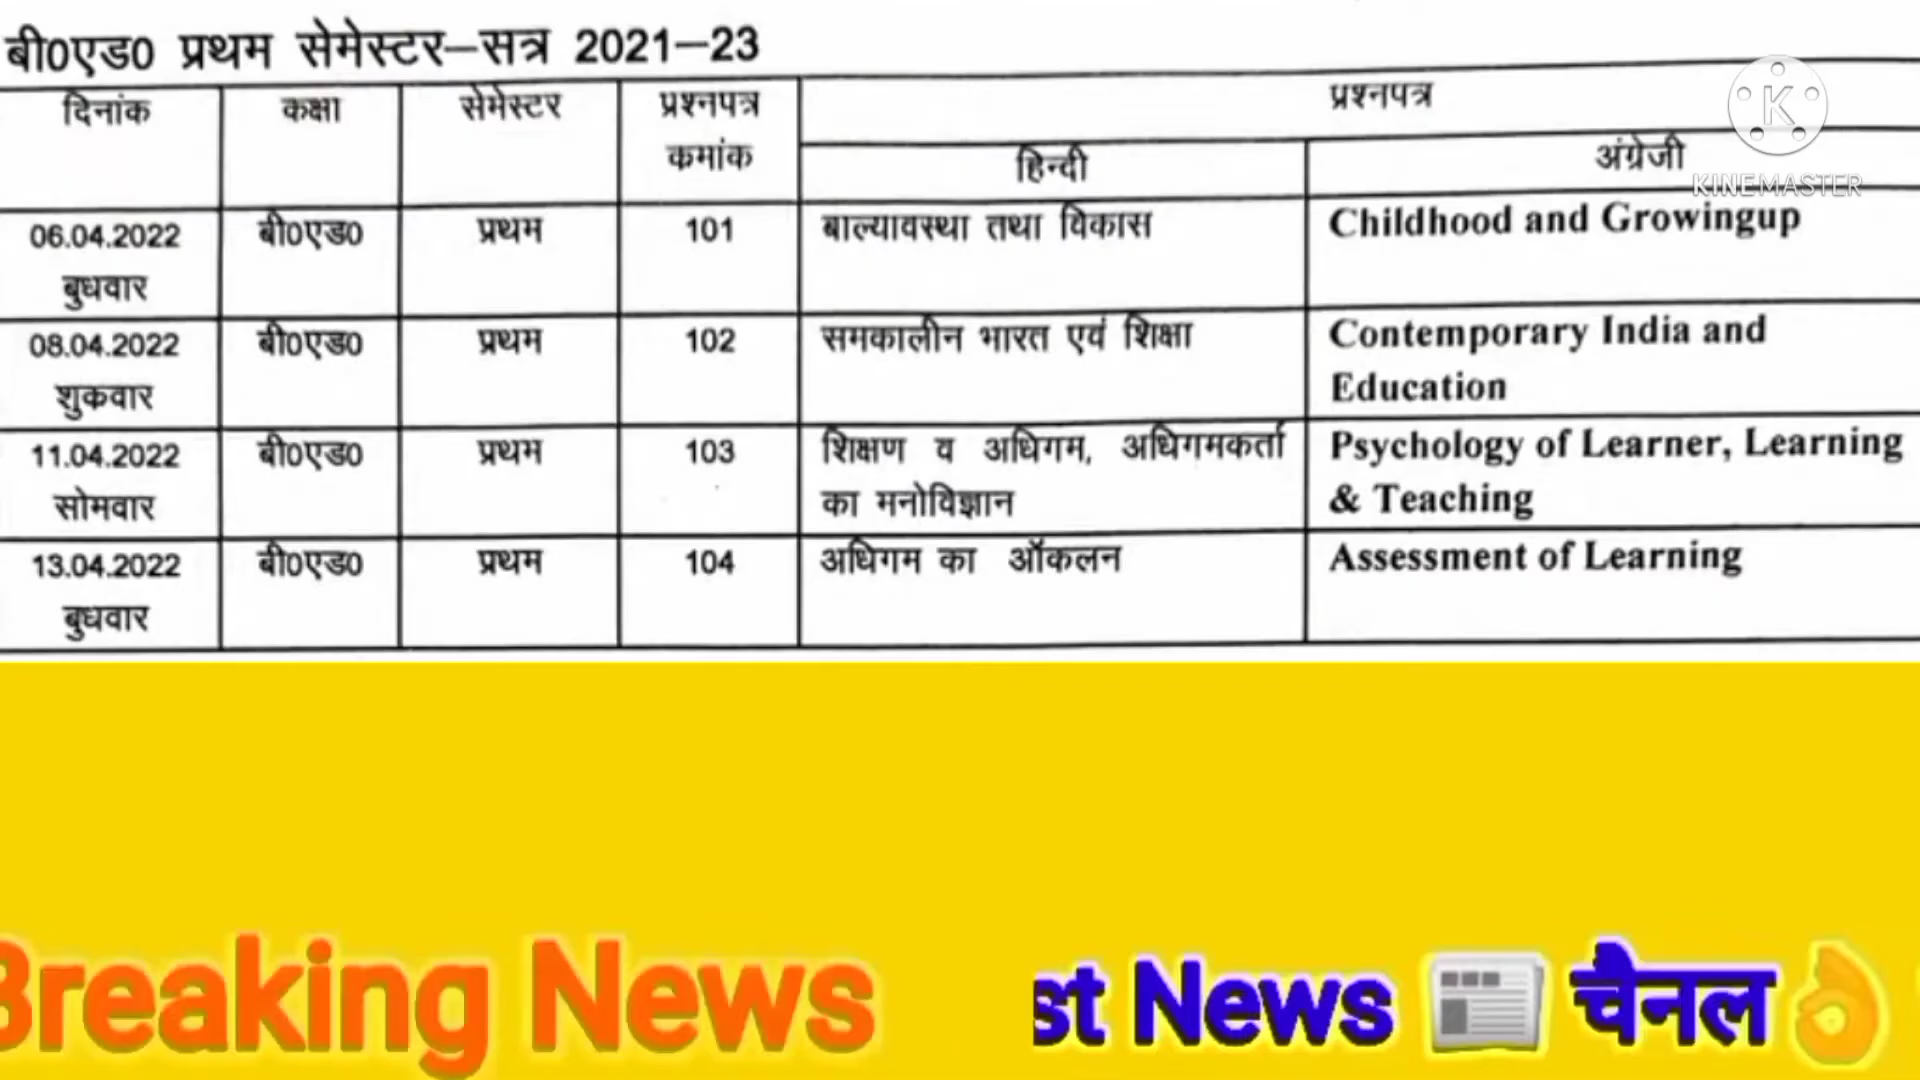 बी0एड0 प्रथम सेमेस्टर–सत्र 2021–23
दिनांक कक्षा सेमेस्टर प्रश्नपत्र कमांक प्रश्नपत्र
हिन्दी अंग्रेजी
KINEMASTER
06.04.2022 बुधवार बी0एड0 प्रथम 101 बाल्यावस्था तथा विकास Childhood and Growingup
08.04.2022 शुकवार बी0एड0 प्रथम 102 समकालीन भारत एवं शिक्षा Contemporary India and Education
11.04.2022 सोमवार बी0एड0 प्रथम 103 शिक्षण व अधिगम, अधिगमकर्ता का मनोविज्ञान Psychology of Learner, Learning & Teaching
13.04.2022 बुधवार बी0एड0 प्रथम 104 अधिगम का ऑकलन Assessment of Learning
Breaking News st News चैनल